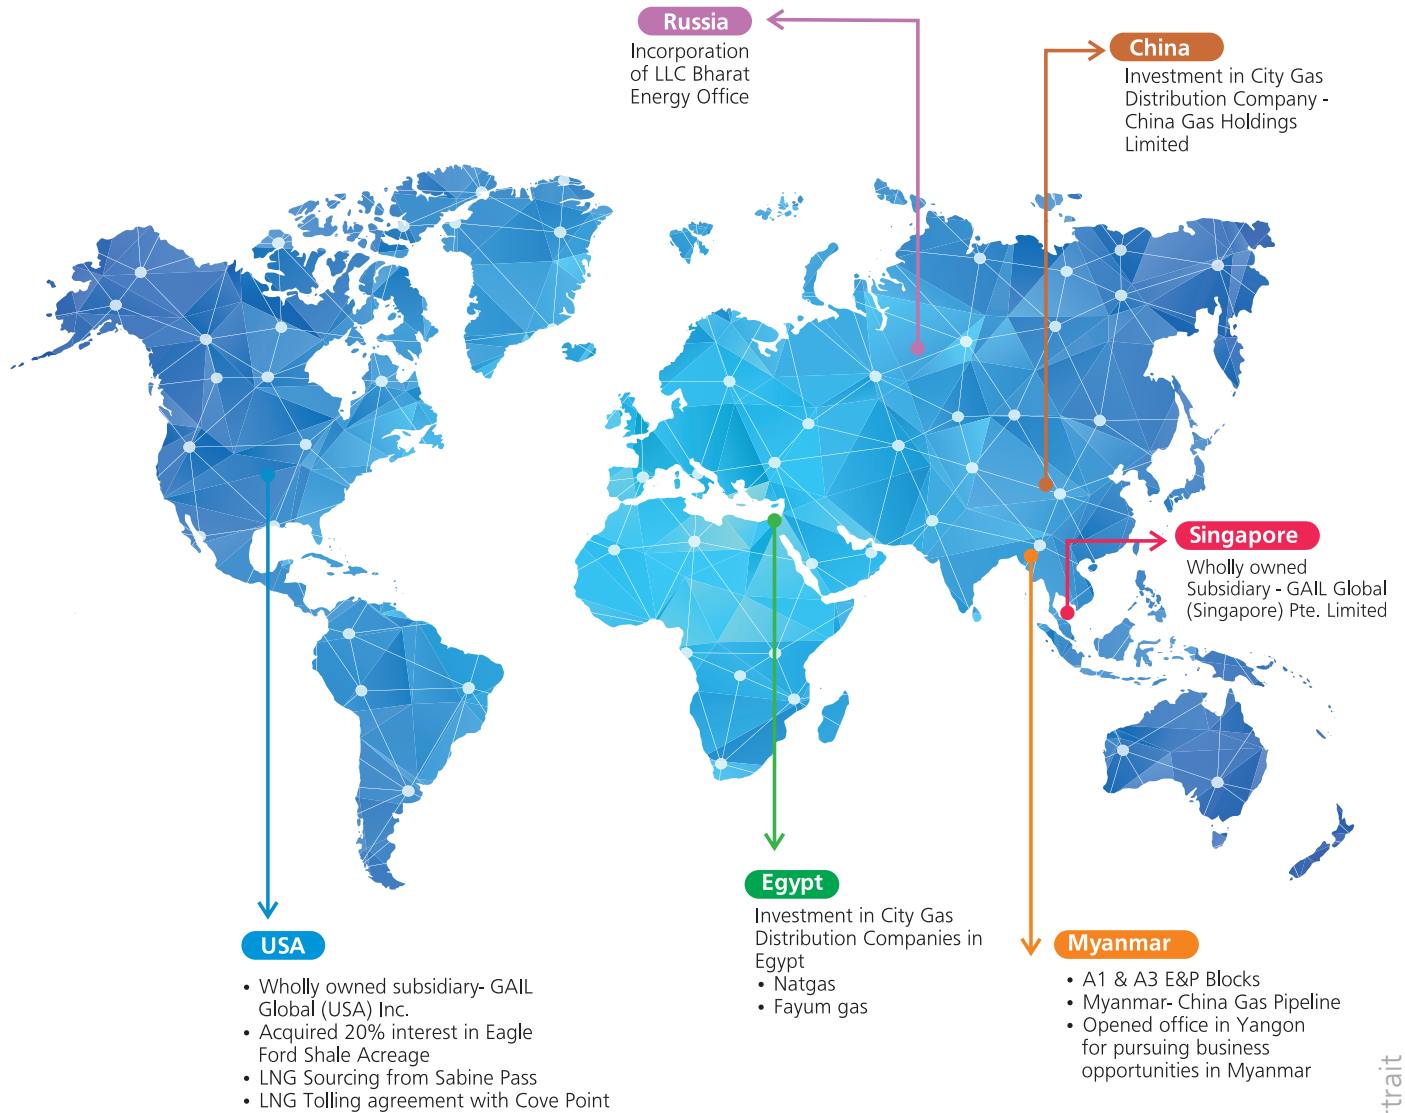 Russia
Incorporation
of LLC Bharat
Energy Office
China
Investment in City Gas
Distribution Company -
China Gas Holdings
Limited
Singapore
Wholly owned
Subsidiary - GAIL Global
(Singapore) Pte. Limited
Egypt
Investment in City Gas
Distribution Companies in
Egypt
• Natgas
• Fayum gas
USA
• Wholly owned subsidiary- GAIL
Global (USA) Inc.
• Acquired 20% interest in Eagle
Ford Shale Acreage
• LNG Sourcing from Sabine Pass
• LNG Tolling agreement with Cove Point
Myanmar
• A1 & A3 E&P Blocks
• Myanmar- China Gas Pipeline
• Opened office in Yangon
for pursuing business
opportunities in Myanmar